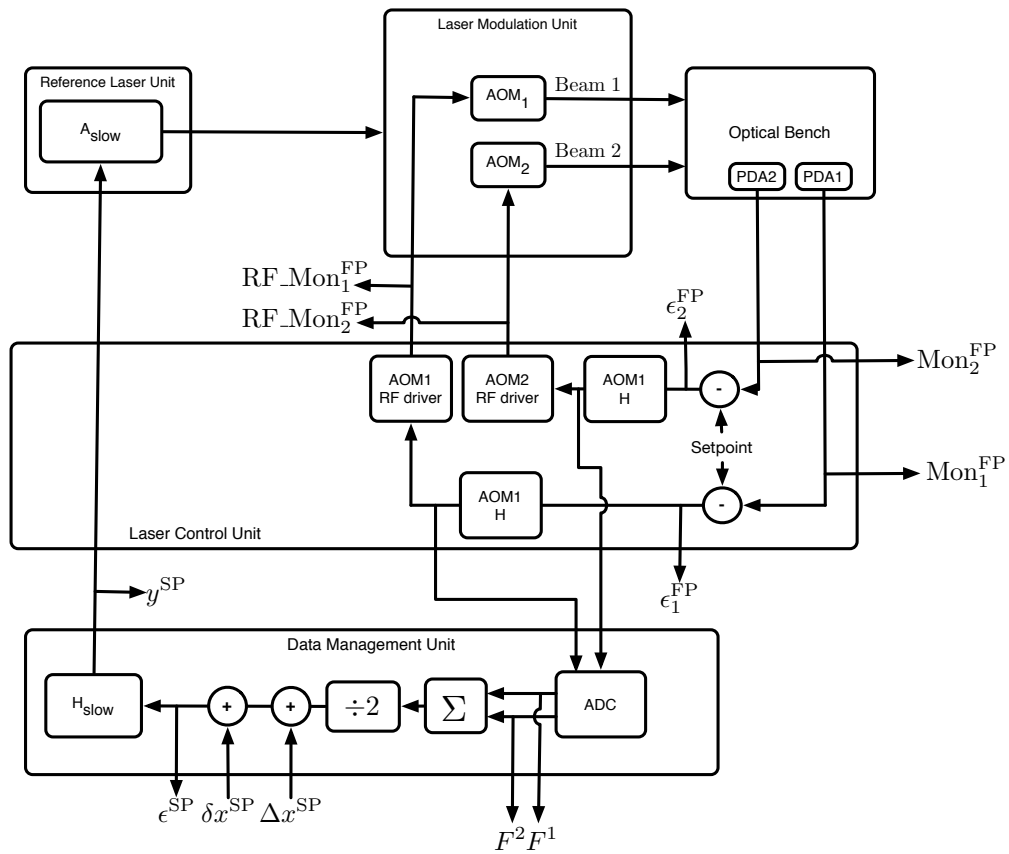 Laser Modulation Unit
Reference Laser Unit
A_slow
AOM_1
Beam 1
AOM_2
Beam 2
Optical Bench
PDA2
PDA1
RF_Mon_1^FP
RF_Mon_2^FP
ϵ_2^FP
AOM1
RF driver
AOM2
RF driver
AOM1
H
-
Mon_2^FP
Setpoint
AOM1
H
-
Mon_1^FP
Laser Control Unit
y^SP
ϵ_1^FP
Data Management Unit
H_slow
+
+
÷2
Σ
ADC
ϵ^SP
δx^SP
Δx^SP
F^2
F^1